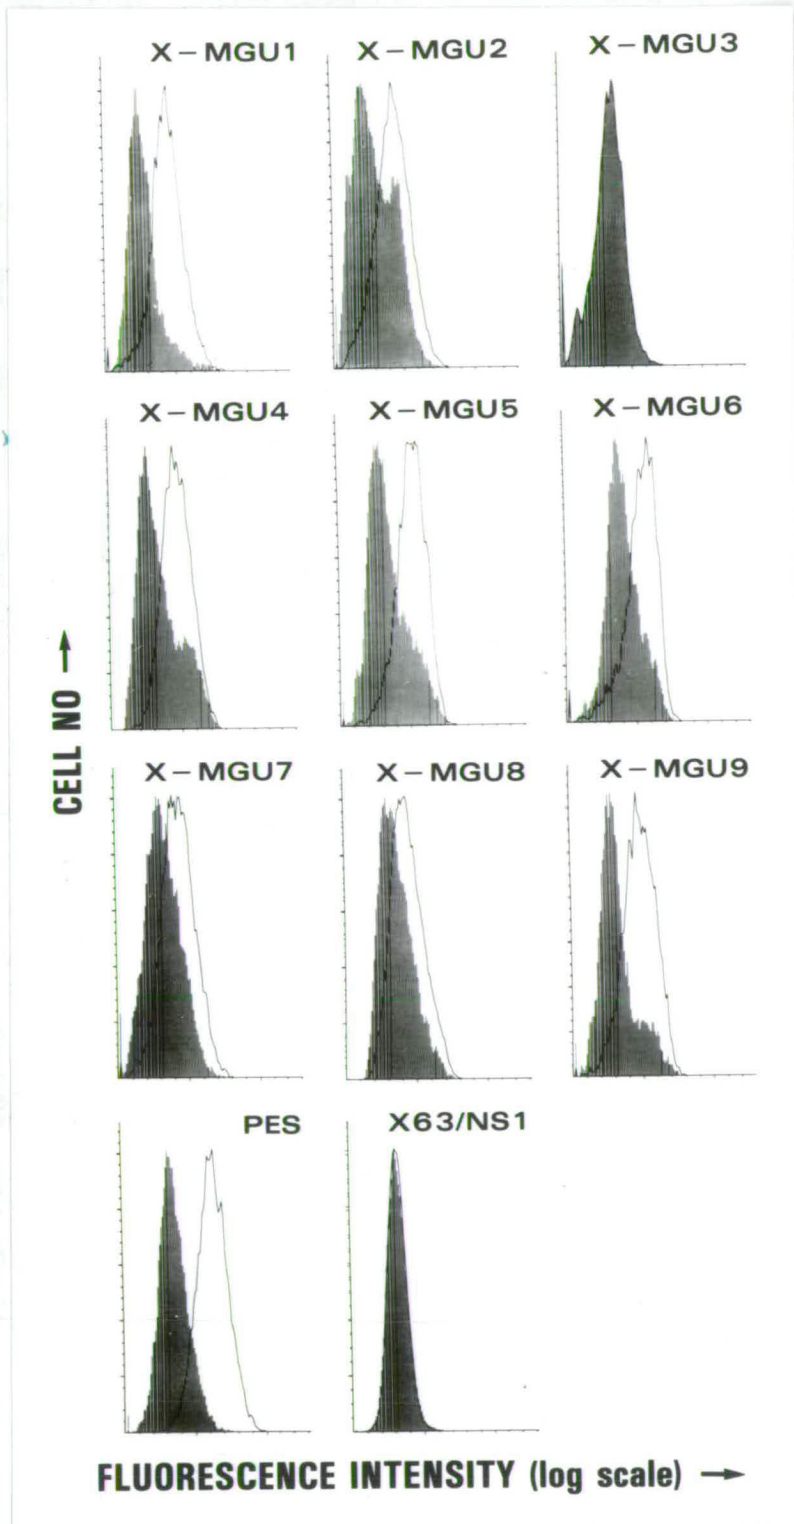 X-MGU1 X-MGU2 X-MGU3
X-MGU4 X-MGU5 X-MGU6
X-MGU7 X-MGU8 X-MGU9
PES X63/NS1
CELL NO →
FLUORESCENCE INTENSITY (log scale) →